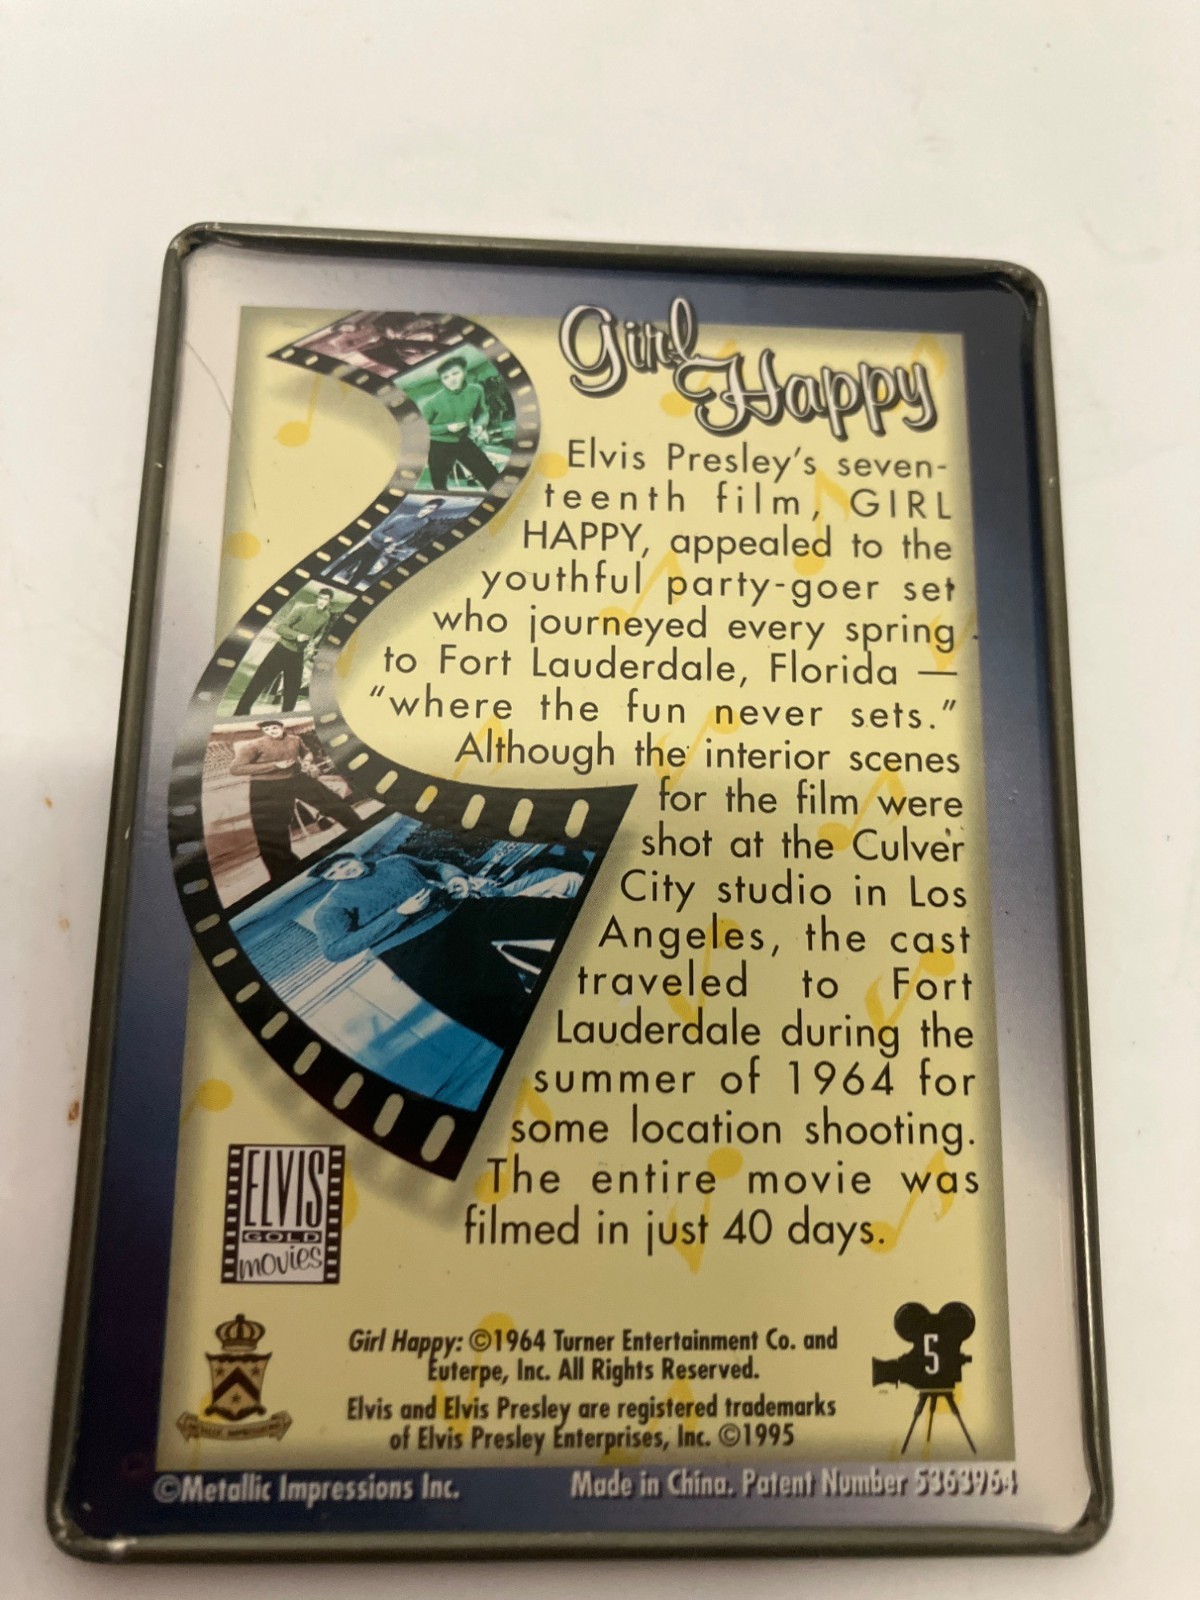 Girl
Happy
Elvis Presley's seven-
teenth film, GIRL
HAPPY, appealed to the
youthful party-goer set
who journeyed every spring
to Fort Lauderdale, Florida —
"where the fun never sets."
Although the interior scenes
for the film were
shot at the Culver
City studio in Los
Angeles, the cast
traveled to Fort
Lauderdale during the
summer of 1964 for
some location shooting.
The entire movie was
filmed in just 40 days.
ELVIS
GOLD
movies
Girl Happy: ©1964 Turner Entertainment Co. and
Euterpe, Inc. All Rights Reserved.
Elvis and Elvis Presley are registered trademarks
of Elvis Presley Enterprises, Inc. ©1995
5
METALLIC IMPRESSIONS
©Metallic Impressions Inc.
Made in China. Patent Number 5363964